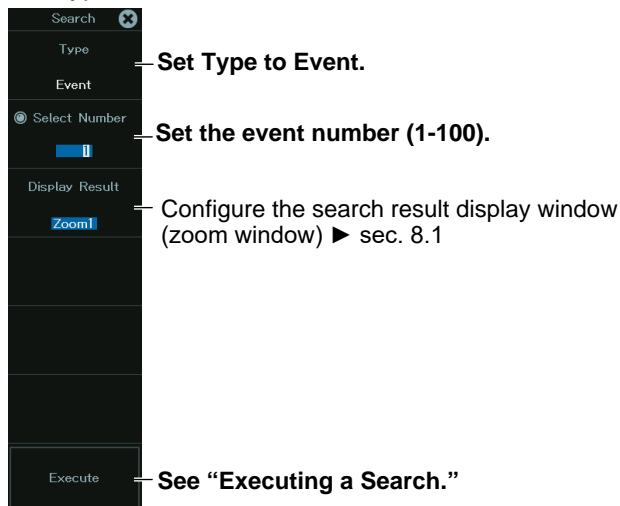 Search
Type
Event
Set Type to Event.
Select Number
1
Set the event number (1-100).
Display Result
Zoom1
Configure the search result display window
(zoom window) ► sec. 8.1
Execute
See “Executing a Search.”